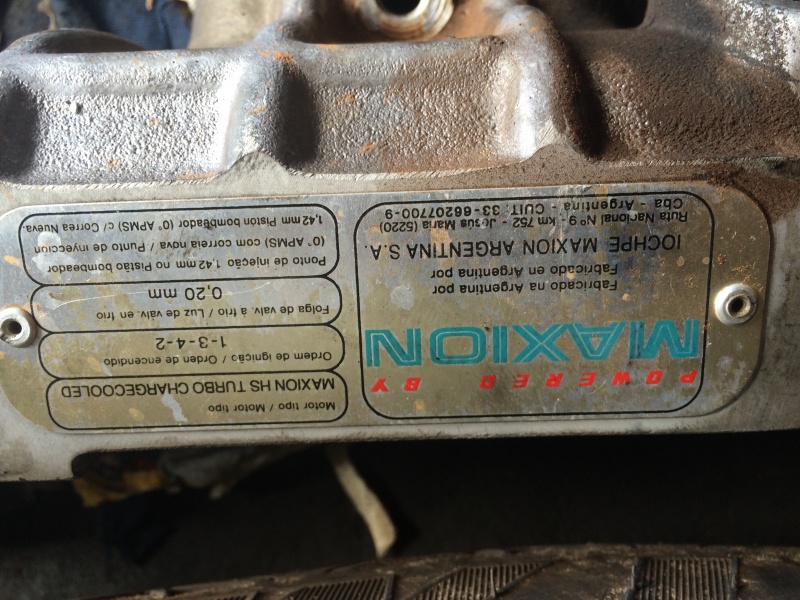 POWERED BY
MAXION
Fabricado na Argentina por
Fabricado en Argentina por
IOCHPE MAXION ARGENTINA S.A.
Ruta Nacional Nº 9 - km 752 - Jesús Maria (5220)
Cba - Argentina - CUIT: 33-66207700-9
Motor tipo / Motor tipo
MAXION HS TURBO CHARGECOOLED
Ordem de ignição / Orden de encendido
1-3-4-2
Folga de valv. a frio / Luz de valv. en frio
0,20 mm
Ponto de injeção 1,42 mm no Pistão bombeador
(0° APMS) com correia nova / Punto de inyeccion
1,42mm Piston bombeador (0° APMS) c/ Correa Nueva